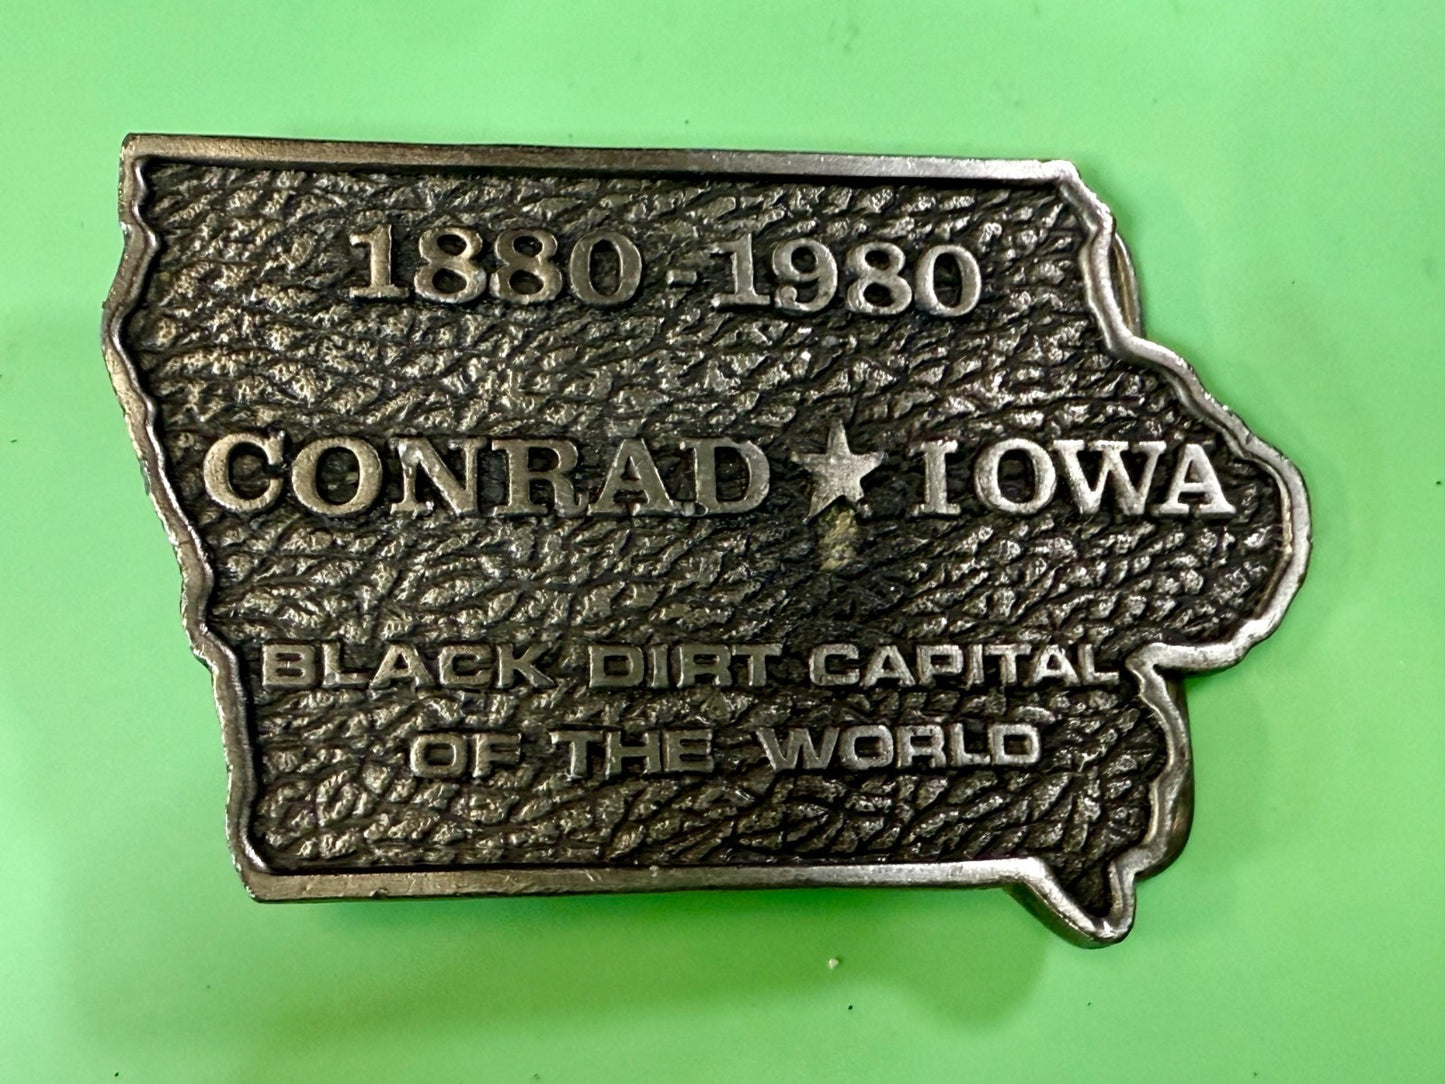 1880-1980
CONRAD ★ IOWA
BLACK DIRT CAPITAL
OF THE WORLD